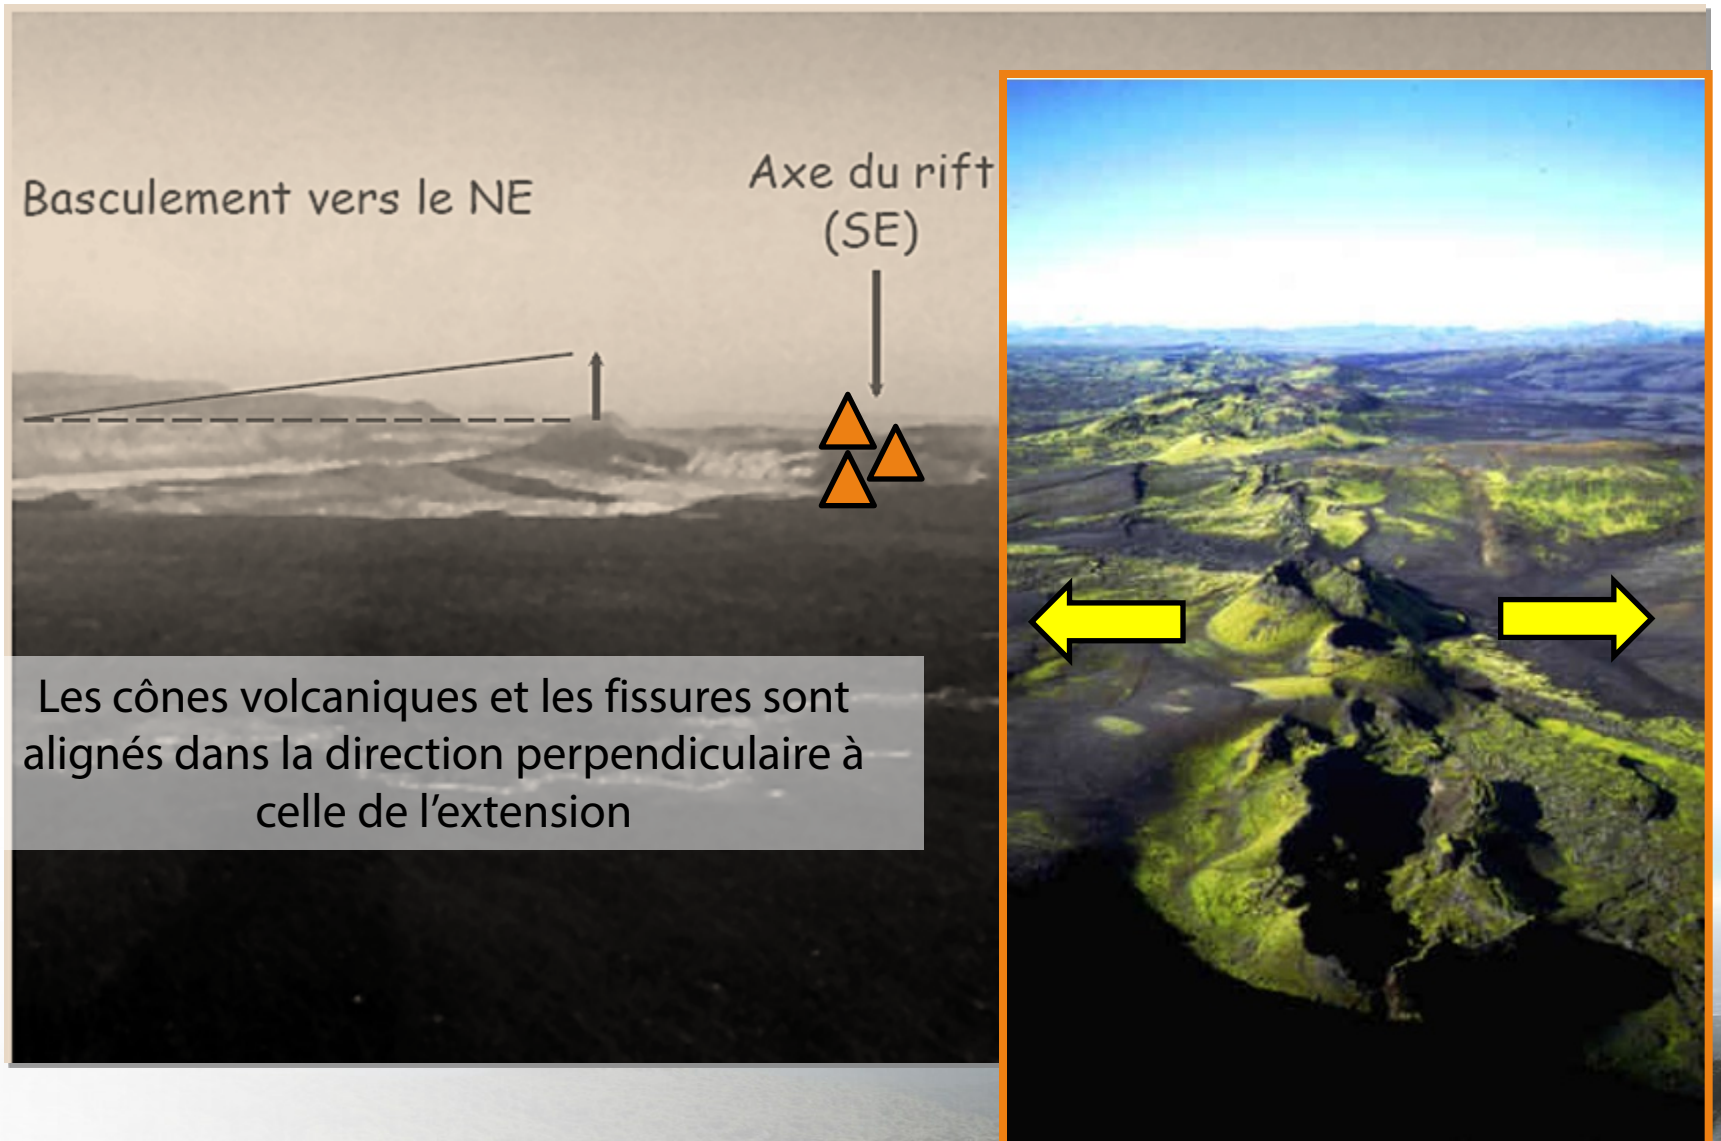 Basculement vers le NE
Axe du rift
(SE)
Les cônes volcaniques et les fissures sont
alignés dans la direction perpendiculaire à
celle de l’extension